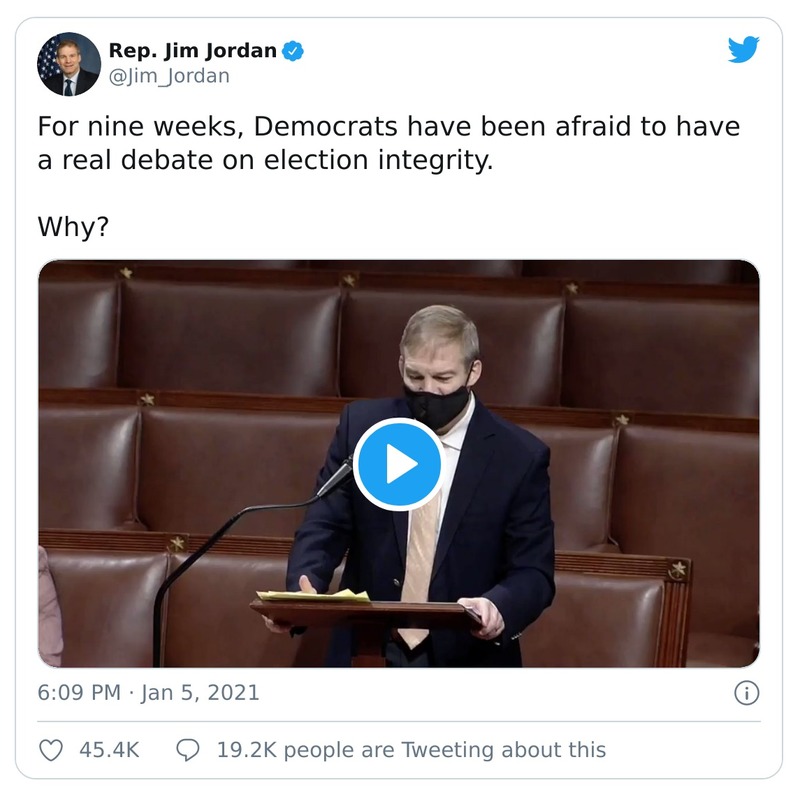 Rep. Jim Jordan
@Jim_Jordan
For nine weeks, Democrats have been afraid to have
a real debate on election integrity.
Why?
6:09 PM · Jan 5, 2021
45.4K 19.2K people are Tweeting about this